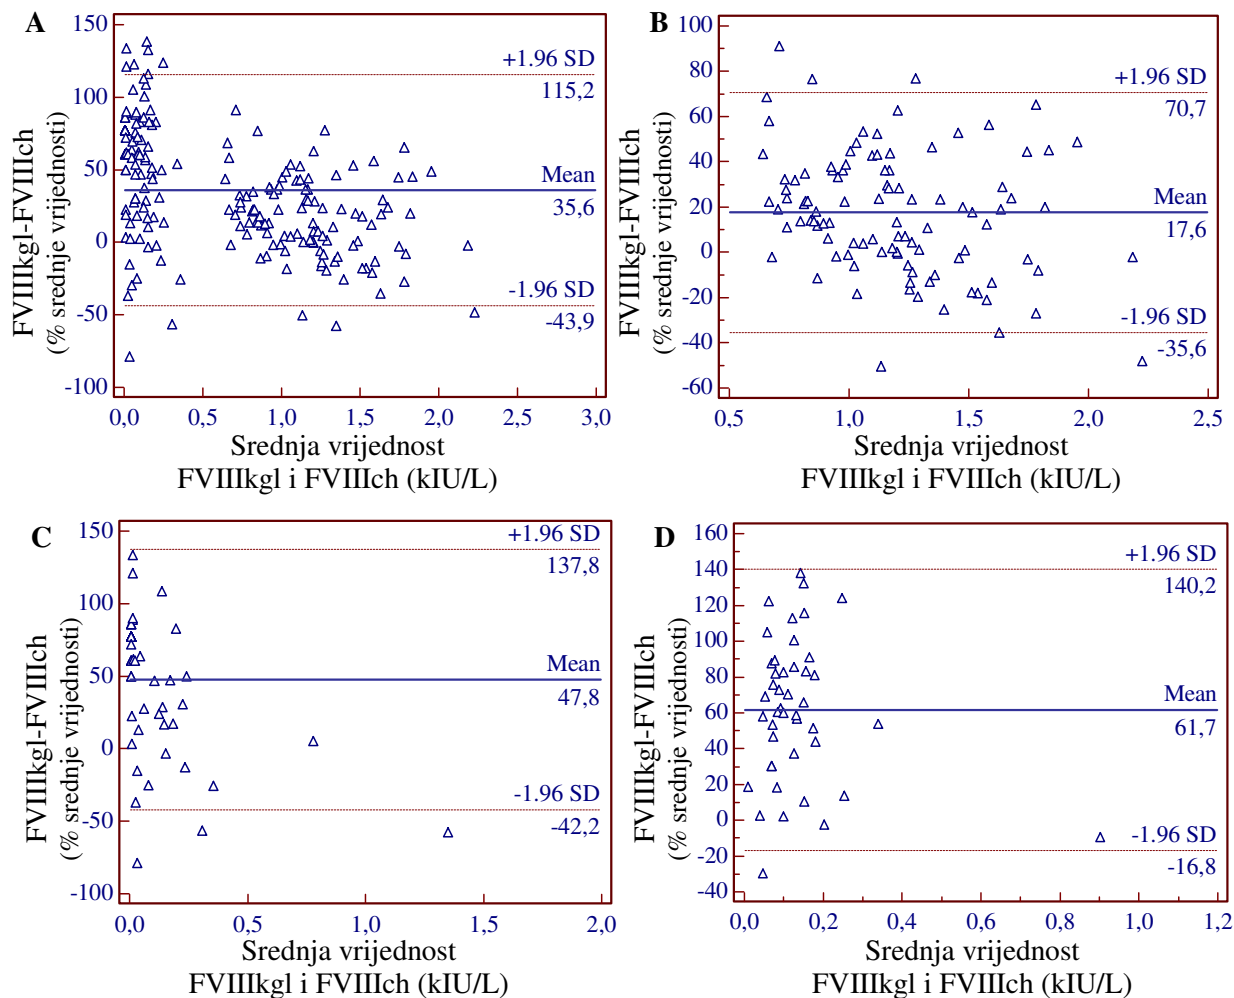 A
150
100
50
0
-50
-100
+1.96 SD
115,2
Mean
35,6
-1.96 SD
-43,9
0,0 0,5 1,0 1,5 2,0 2,5 3,0
FVIIIkgl-FVIIIch
(% srednje vrijednosti)
Srednja vrijednost
FVIIIkgl i FVIIIch (kIU/L)
B
100
80
60
40
20
0
-20
-40
-60
+1.96 SD
70,7
Mean
17,6
-1.96 SD
-35,6
0,5 1,0 1,5 2,0 2,5
FVIIIkgl-FVIIIch
(% srednje vrijednosti)
Srednja vrijednost
FVIIIkgl i FVIIIch (kIU/L)
C
150
100
50
0
-50
-100
+1.96 SD
137,8
Mean
47,8
-1.96 SD
-42,2
0,0 0,5 1,0 1,5 2,0
FVIIIkgl-FVIIIch
(% srednje vrijednosti)
Srednja vrijednost
FVIIIkgl i FVIIIch (kIU/L)
D
160
140
120
100
80
60
40
20
0
-20
-40
+1.96 SD
140,2
Mean
61,7
-1.96 SD
-16,8
0,0 0,2 0,4 0,6 0,8 1,0 1,2
FVIIIkgl-FVIIIch
(% srednje vrijednosti)
Srednja vrijednost
FVIIIkgl i FVIIIch (kIU/L)